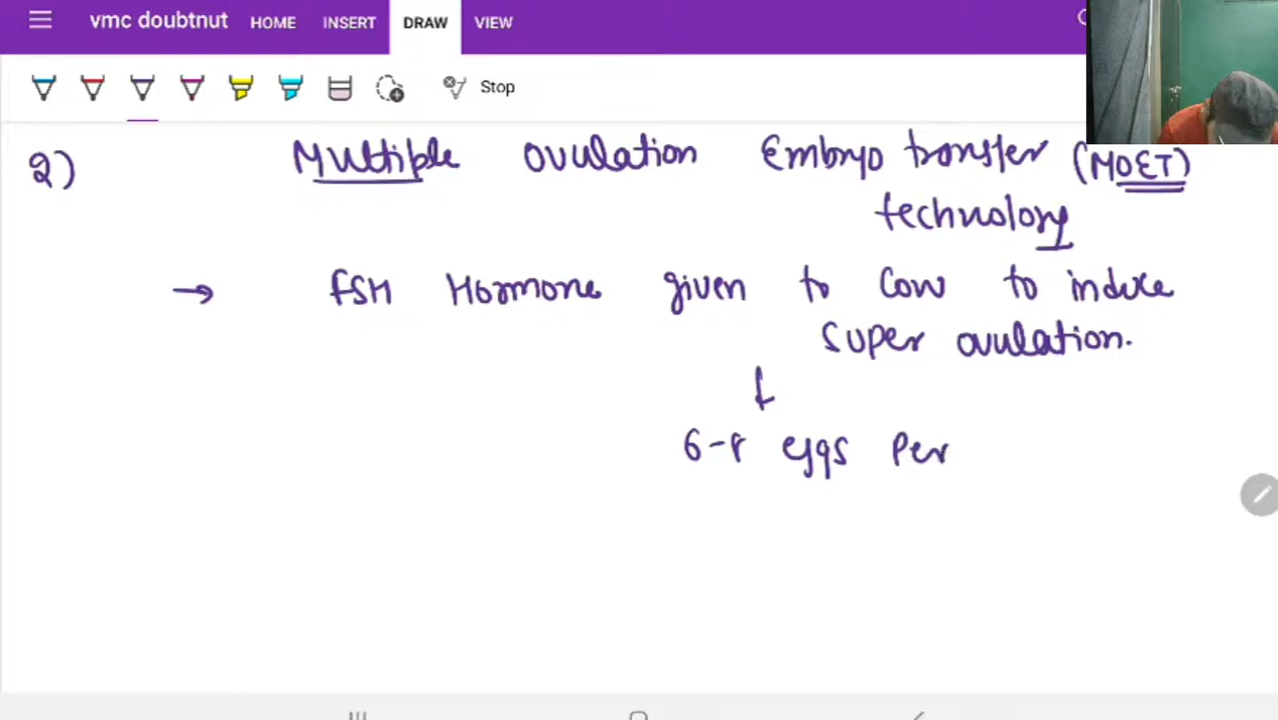 vmc doubtnut HOME INSERT DRAW VIEW
Stop
2) Multiple ovulation Embryo transfer (MOET)
technology
→ FSH Hormone given to Cow to induce
Super ovulation.
6-8 eggs Per